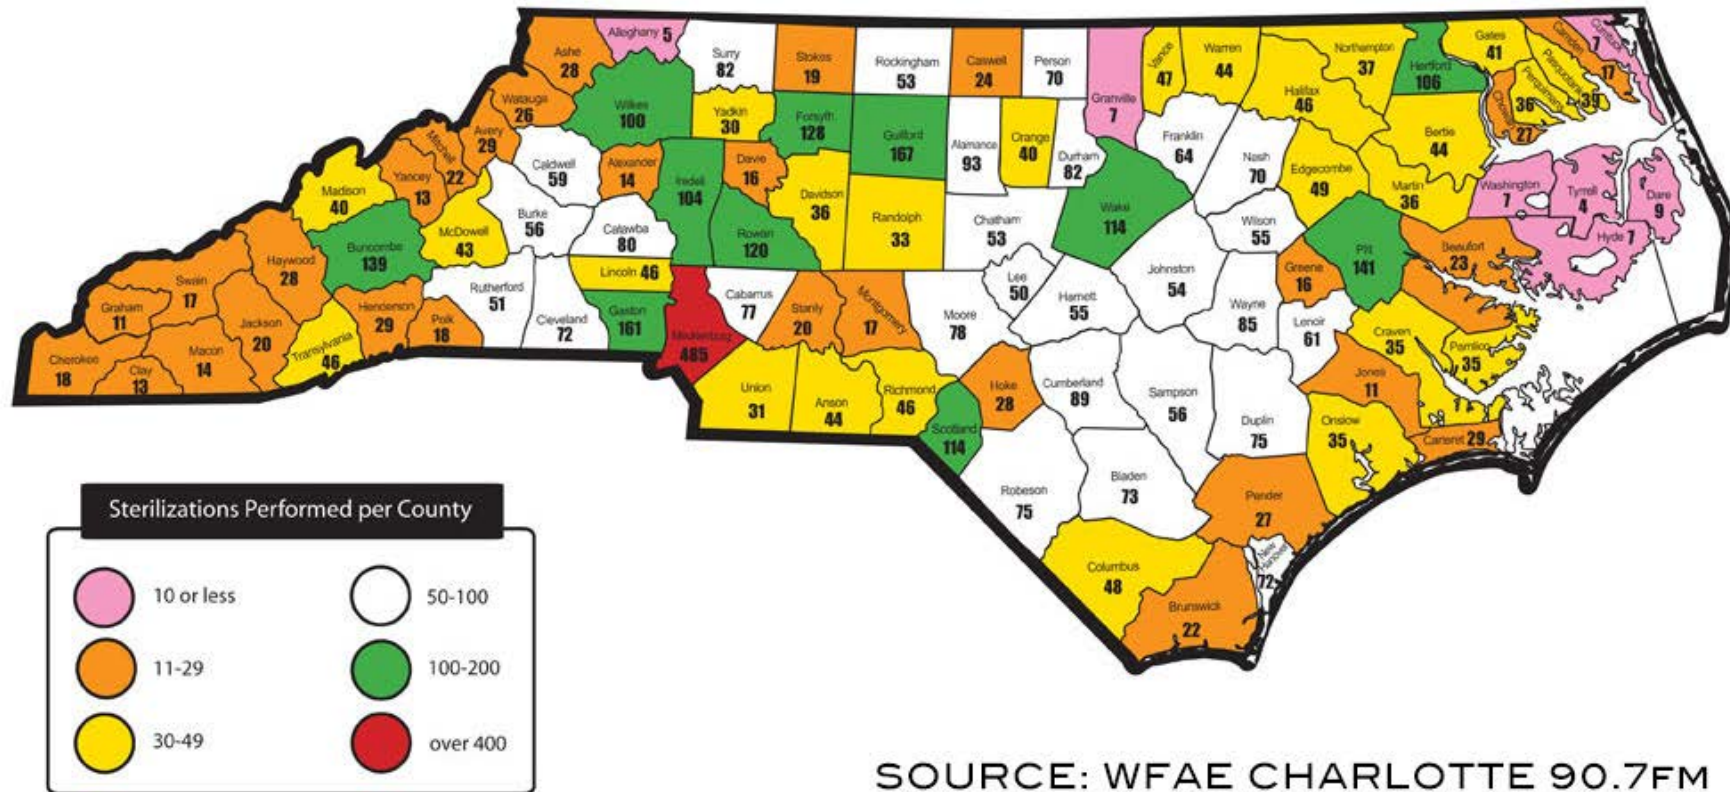 Alleghany 5
Ashe
28
Surry
82
Stokes
19
Rockingham
53
Caswell
24
Person
70
Granville
7
Vance
47
Warren
44
Northampton
37
Halifax
46
Hertford
106
Gates
41
Camden
17
Currituck
7
Pasquotank
39
Perquimans
36
Chowan
27
Bertie
44
Watauga
26
Wilkes
100
Yadkin
30
Forsyth
128
Guilford
167
Alamance
93
Orange
40
Durham
82
Franklin
64
Nash
70
Edgecombe
49
Martin
36
Washington
7
Tyrrell
4
Dare
9
Hyde 7
Avery
29
Mitchell
22
Yancey
13
Madison
40
Caldwell
59
Alexander
14
Iredell
104
Davie
16
Davidson
36
Randolph
33
Chatham
53
Wake
114
Wilson
55
Pitt
141
Beaufort
23
Greene
16
Buncombe
139
McDowell
43
Burke
56
Catawba
80
Rowan
120
Lincoln 46
Haywood
28
Swain
17
Graham
11
Cherokee
18
Clay
13
Macon
14
Jackson
20
Transylvania
46
Henderson
29
Polk
18
Rutherford
51
Cleveland
72
Gaston
161
Mecklenburg
485
Cabarrus
77
Stanly
20
Montgomery
17
Moore
78
Lee
50
Harnett
55
Johnston
54
Wayne
85
Lenoir
61
Craven
35
Pamlico
35
Jones
11
Carteret 29
Onslow
35
Union
31
Anson
44
Richmond
46
Scotland
114
Hoke
28
Cumberland
89
Sampson
56
Duplin
75
Robeson
75
Bladen
73
Pender
27
New
Hanover
72
Columbus
48
Brunswick
22
Sterilizations Performed per County
10 or less
50-100
11-29
100-200
30-49
over 400
SOURCE: WFAE CHARLOTTE 90.7FM